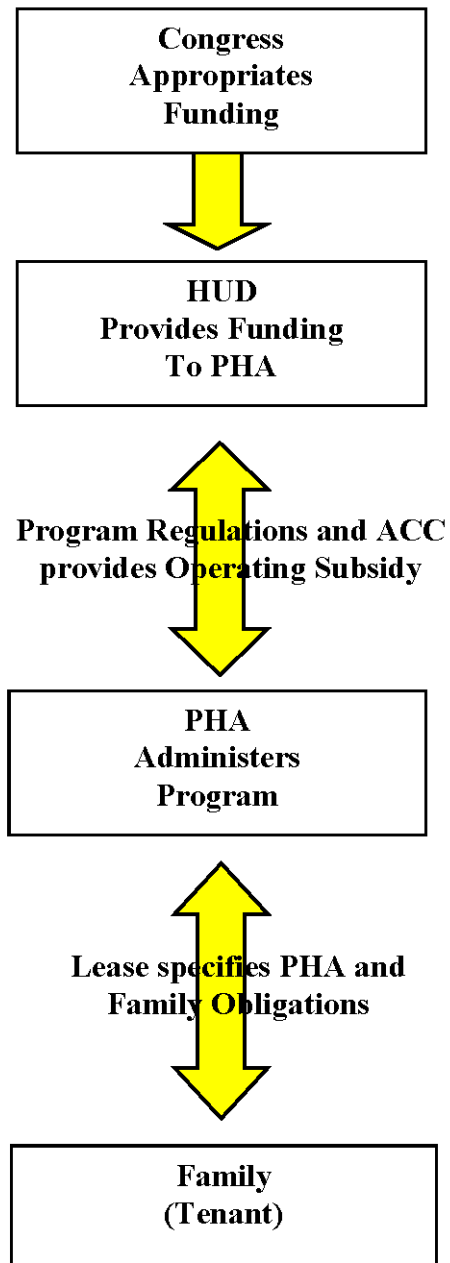 Congress
Appropriates
Funding
HUD
Provides Funding
To PHA
Program Regulations and ACC
provides Operating Subsidy
PHA
Administers
Program
Lease specifies PHA and
Family Obligations
Family
(Tenant)